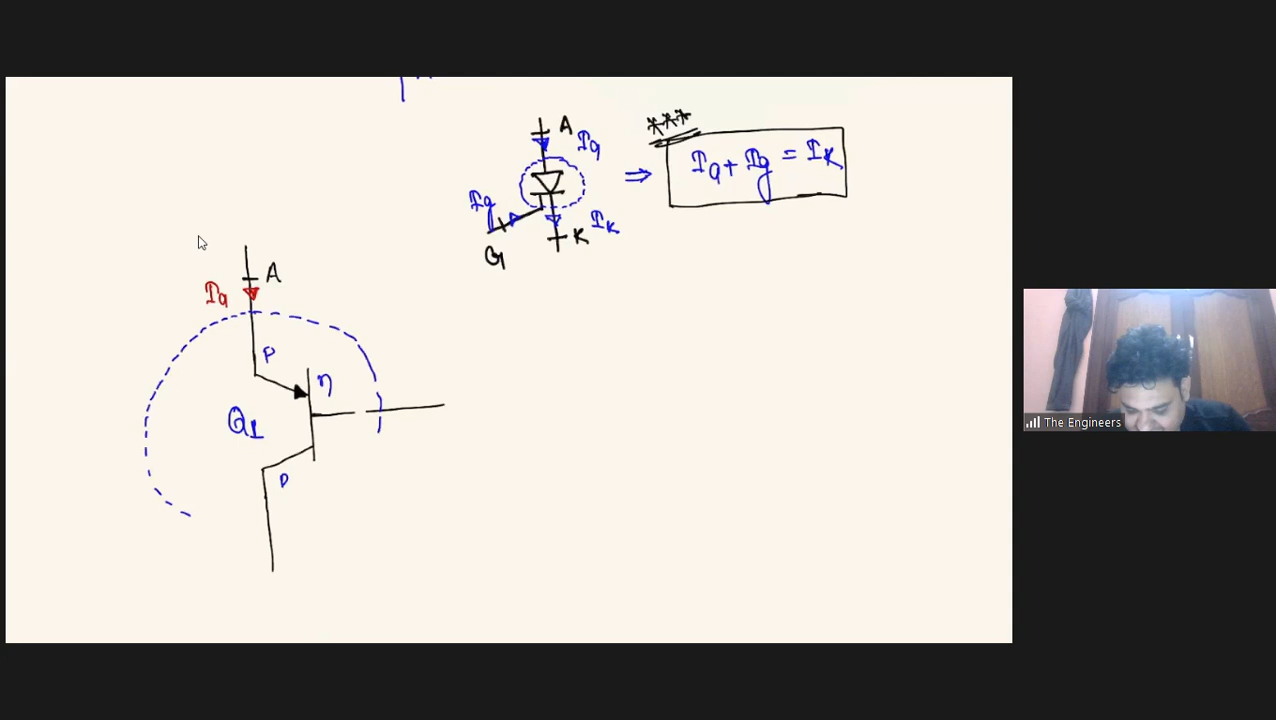 A
***
Ia
Ia + Ig = Ik
Ig
Ik
K
G
A
Ia
P
n
Q1
P
The Engineers